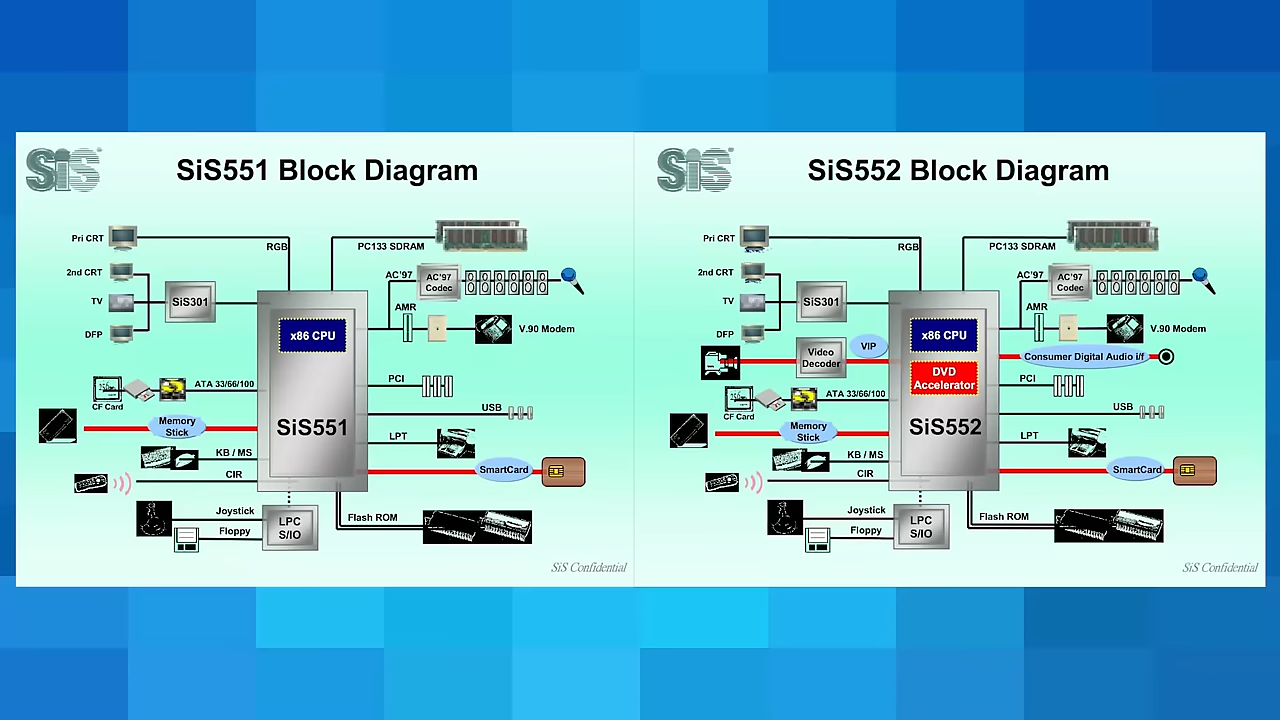 SiS
SiS551 Block Diagram
Pri CRT
RGB
PC133 SDRAM
2nd CRT
AC'97
AC'97
Codec
TV
SiS301
AMR
DFP
x86 CPU
V.90 Modem
CF Card
ATA 33/66/100
PCI
Memory
Stick
USB
SiS551
LPT
KB / MS
CIR
SmartCard
Joystick
Floppy
LPC
S/IO
Flash ROM
SiS Confidential
SiS
SiS552 Block Diagram
Pri CRT
RGB
PC133 SDRAM
2nd CRT
AC'97
AC'97
Codec
TV
SiS301
AMR
DFP
x86 CPU
V.90 Modem
Video
Decoder
VIP
Consumer Digital Audio i/f
DVD
Accelerator
CF Card
ATA 33/66/100
PCI
Memory
Stick
USB
SiS552
LPT
KB / MS
CIR
SmartCard
Joystick
Floppy
LPC
S/IO
Flash ROM
SiS Confidential